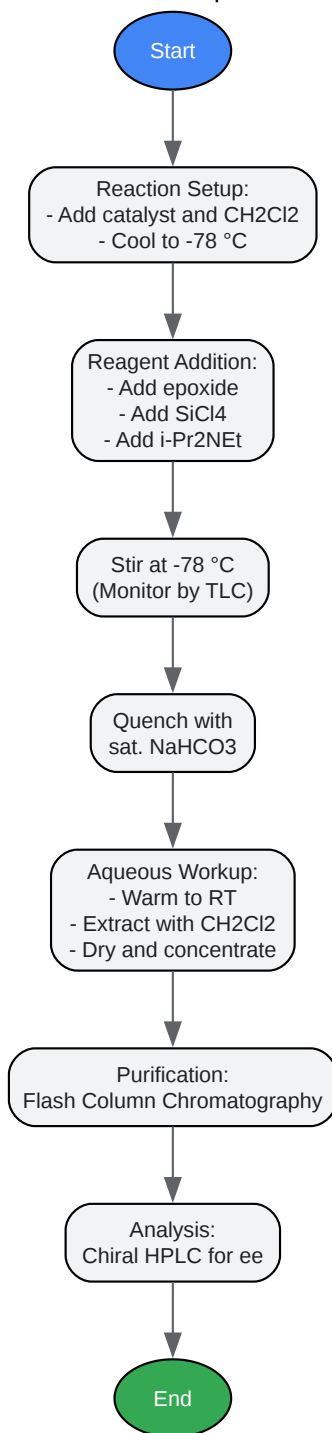 Start
Reaction Setup:
- Add catalyst and CH2Cl2
- Cool to -78 °C
Reagent Addition:
- Add epoxide
- Add SiCl4
- Add i-Pr2NEt
Stir at -78 °C
(Monitor by TLC)
Quench with
sat. NaHCO3
Aqueous Workup:
- Warm to RT
- Extract with CH2Cl2
- Dry and concentrate
Purification:
Flash Column Chromatography
Analysis:
Chiral HPLC for ee
End